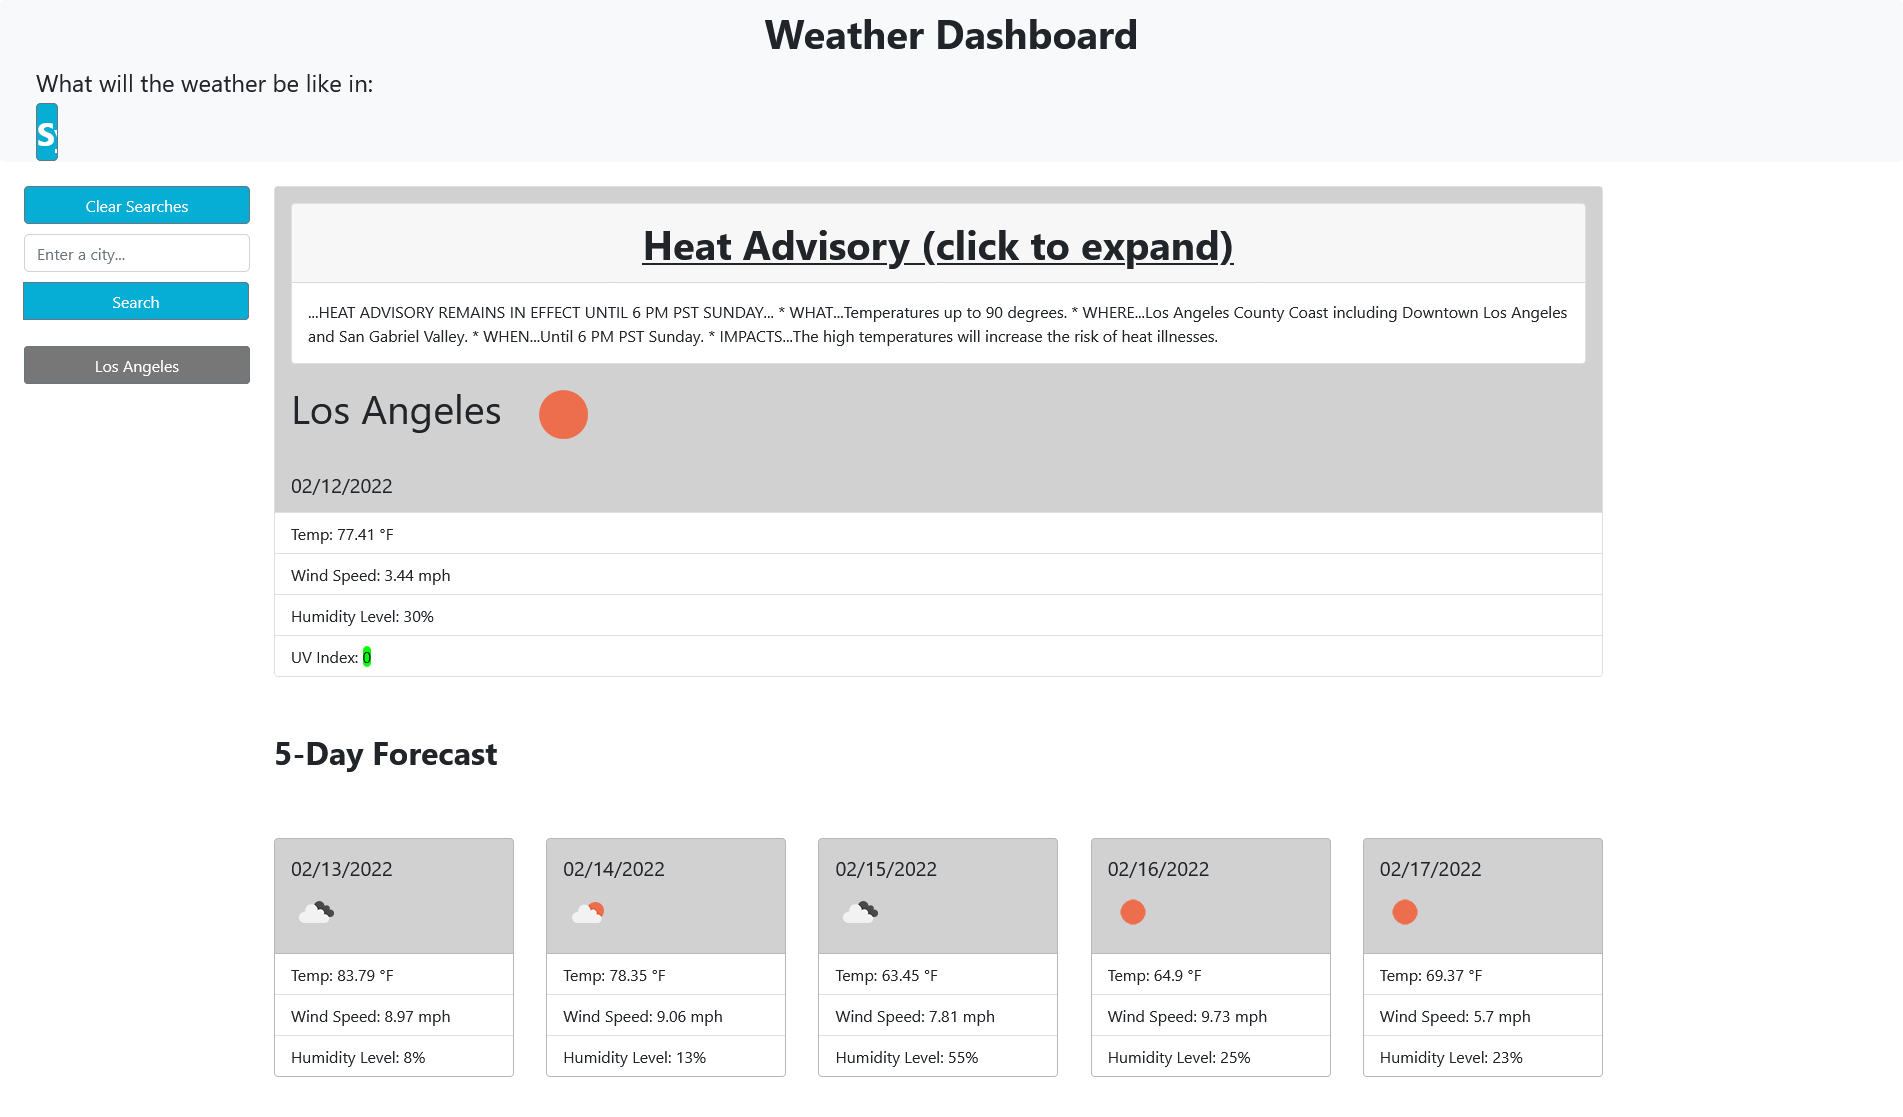 Weather Dashboard
What will the weather be like in:
Clear Searches
Enter a city...
Search
Los Angeles
Heat Advisory (click to expand)
...HEAT ADVISORY REMAINS IN EFFECT UNTIL 6 PM PST SUNDAY... * WHAT...Temperatures up to 90 degrees. * WHERE...Los Angeles County Coast including Downtown Los Angeles
and San Gabriel Valley. * WHEN...Until 6 PM PST Sunday. * IMPACTS...The high temperatures will increase the risk of heat illnesses.
Los Angeles
02/12/2022
Temp: 77.41 °F
Wind Speed: 3.44 mph
Humidity Level: 30%
UV Index: 0
5-Day Forecast
02/13/2022
Temp: 83.79 °F
Wind Speed: 8.97 mph
Humidity Level: 8%
02/14/2022
Temp: 78.35 °F
Wind Speed: 9.06 mph
Humidity Level: 13%
02/15/2022
Temp: 63.45 °F
Wind Speed: 7.81 mph
Humidity Level: 55%
02/16/2022
Temp: 64.9 °F
Wind Speed: 9.73 mph
Humidity Level: 25%
02/17/2022
Temp: 69.37 °F
Wind Speed: 5.7 mph
Humidity Level: 23%